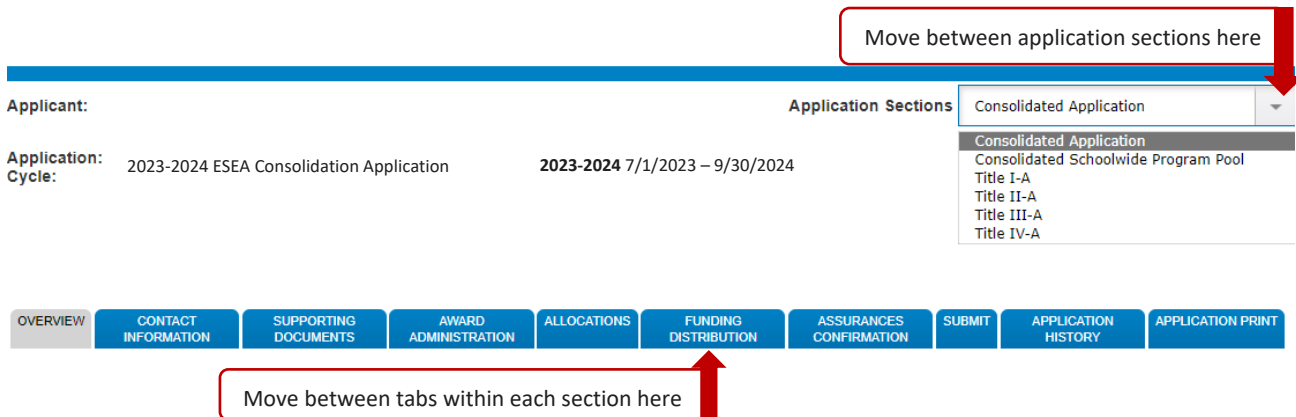 Move between application sections here
Applicant:
Application Sections
Consolidated Application
Application:
Cycle:
2023-2024 ESEA Consolidation Application
2023-2024 7/1/2023 – 9/30/2024
Consolidated Application
Consolidated Schoolwide Program Pool
Title I-A
Title II-A
Title III-A
Title IV-A
OVERVIEW
CONTACT
INFORMATION
SUPPORTING
DOCUMENTS
AWARD
ADMINISTRATION
ALLOCATIONS
FUNDING
DISTRIBUTION
ASSURANCES
CONFIRMATION
SUBMIT
APPLICATION
HISTORY
APPLICATION PRINT
Move between tabs within each section here